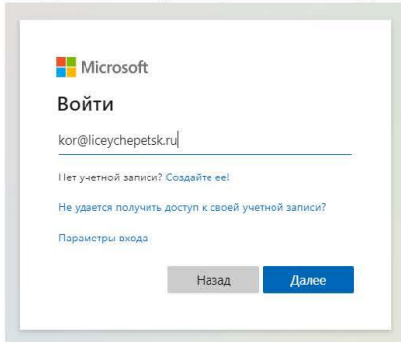 Microsoft
Войти
kor@liceychepetsk.ru
Нет учетной записи? Создайте ее!
Не удается получить доступ к своей учетной записи?
Параметры входа
Назад Далее